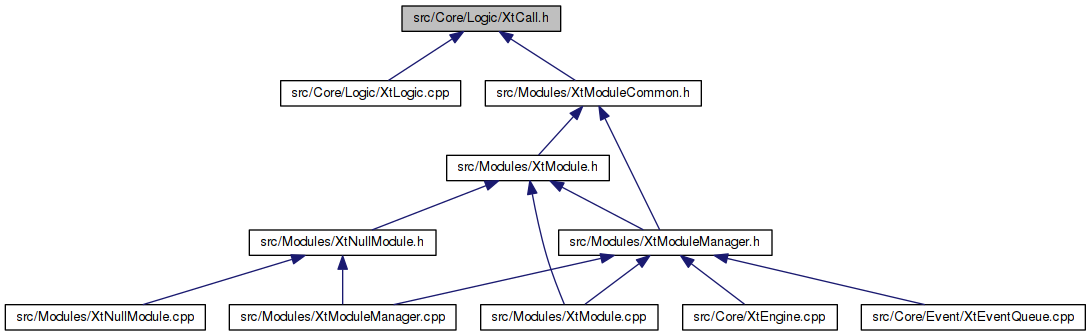 src/Core/Logic/XtCall.h
src/Core/Logic/XtLogic.cpp
src/Modules/XtModuleCommon.h
src/Modules/XtModule.h
src/Modules/XtNullModule.h
src/Modules/XtModuleManager.h
src/Modules/XtNullModule.cpp
src/Modules/XtModuleManager.cpp
src/Modules/XtModule.cpp
src/Core/XtEngine.cpp
src/Core/Event/XtEventQueue.cpp